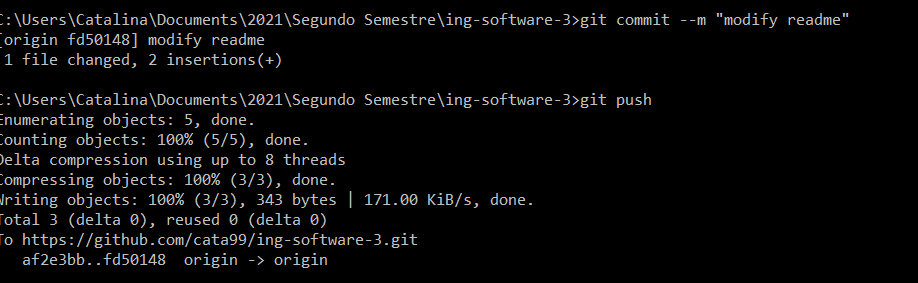 C:\Users\Catalina\Documents\2021\Segundo Semestre\ing-software-3>git commit --m "modify readme"
[origin fd50148] modify readme
1 file changed, 2 insertions(+)
C:\Users\Catalina\Documents\2021\Segundo Semestre\ing-software-3>git push
Enumerating objects: 5, done.
Counting objects: 100% (5/5), done.
Delta compression using up to 8 threads
Compressing objects: 100% (3/3), done.
Writing objects: 100% (3/3), 343 bytes | 171.00 KiB/s, done.
Total 3 (delta 0), reused 0 (delta 0)
To https://github.com/cata99/ing-software-3.git
af2e3bb..fd50148  origin -> origin